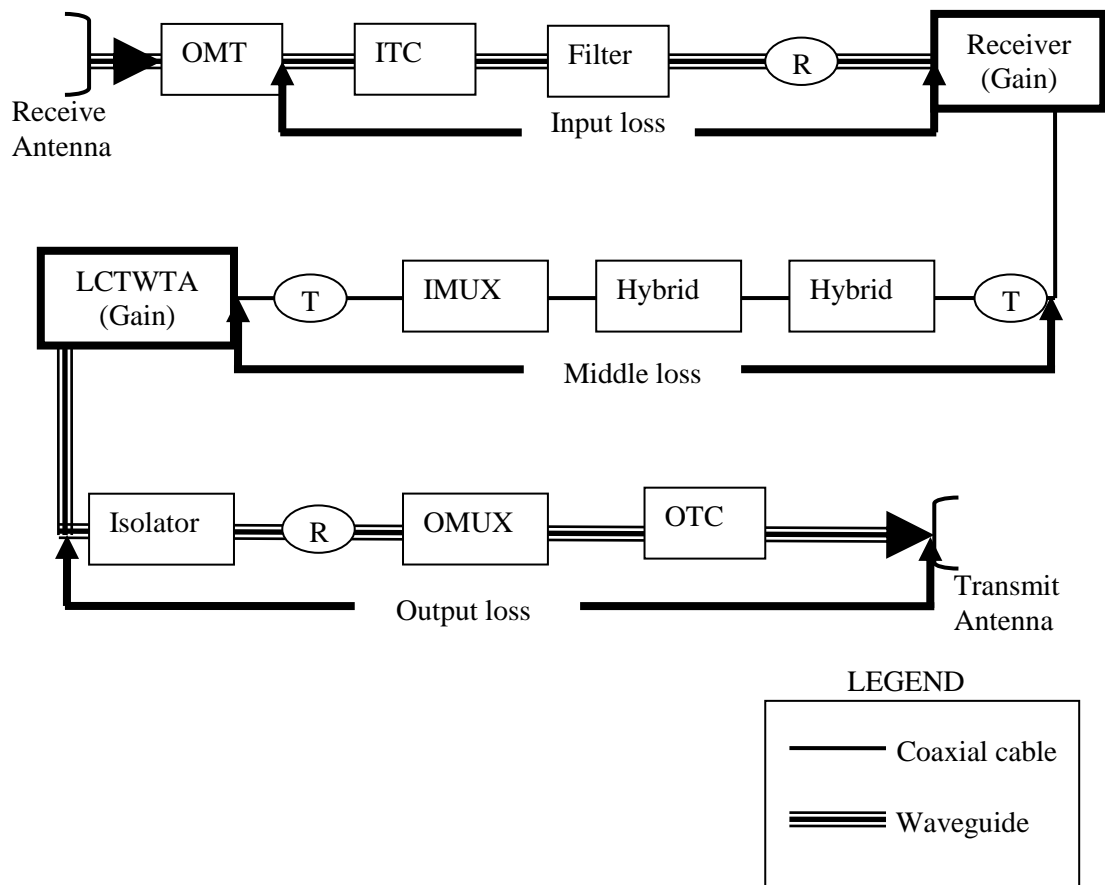 OMT
ITC
Filter
R
Receiver
(Gain)
Receive
Antenna
Input loss
LCTWTA
(Gain)
T
IMUX
Hybrid
Hybrid
T
Middle loss
Isolator
R
OMUX
OTC
Output loss
Transmit
Antenna
LEGEND
Coaxial cable
Waveguide